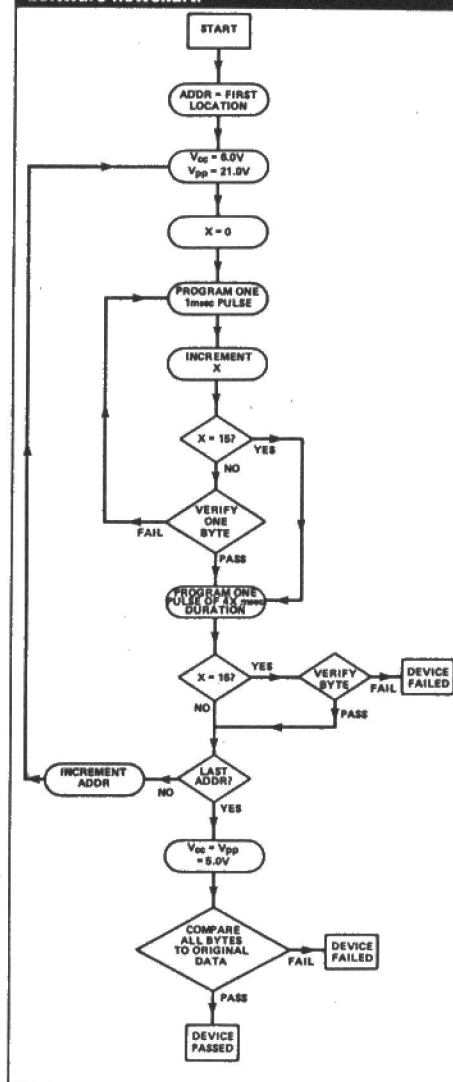 START
ADDR = FIRST
LOCATION
Vcc = 6.0V
Vpp = 21.0V
X = 0
PROGRAM ONE
1msec PULSE
INCREMENT
X
X = 15?
YES
NO
VERIFY
ONE
BYTE
FAIL
PASS
PROGRAM ONE
PULSE OF 4X msec
DURATION
X = 15?
YES
VERIFY
BYTE
FAIL
DEVICE
FAILED
NO
PASS
LAST
ADDR?
NO
INCREMENT
ADDR
YES
Vcc = Vpp
= 5.0V
COMPARE
ALL BYTES
TO ORIGINAL
DATA
FAIL
DEVICE
FAILED
PASS
DEVICE
PASSED